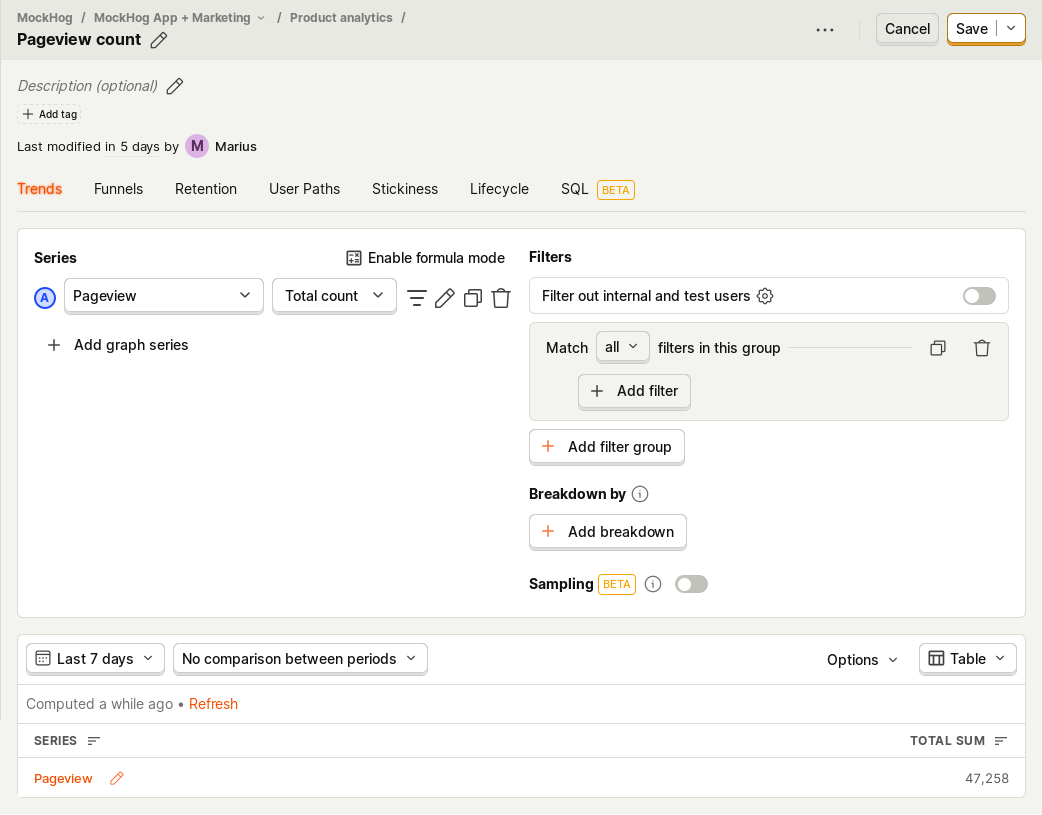 MockHog / MockHog App + Marketing / Product analytics /
Pageview count
Cancel
Save
Description (optional)
Add tag
Last modified in 5 days by M Marius
Trends Funnels Retention User Paths Stickiness Lifecycle SQL BETA
Series
Enable formula mode
A Pageview Total count
Add graph series
Filters
Filter out internal and test users
Match all filters in this group
Add filter
Add filter group
Breakdown by
Add breakdown
Sampling BETA
Last 7 days No comparison between periods Options Table
Computed a while ago • Refresh
SERIES TOTAL SUM
Pageview 47,258